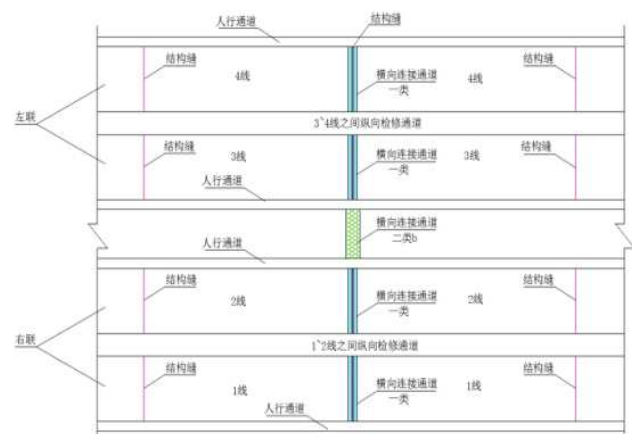 人行通道
结构缝
结构缝
4线
横向连接通道
一类
4线
结构缝
左联
3~4线之间纵向检修通道
结构缝
3线
横向连接通道
一类
3线
结构缝
人行通道
横向连接通道
二类b
人行通道
结构缝
2线
横向连接通道
一类
2线
结构缝
右联
1~2线之间纵向检修通道
结构缝
1线
横向连接通道
一类
1线
结构缝
人行通道